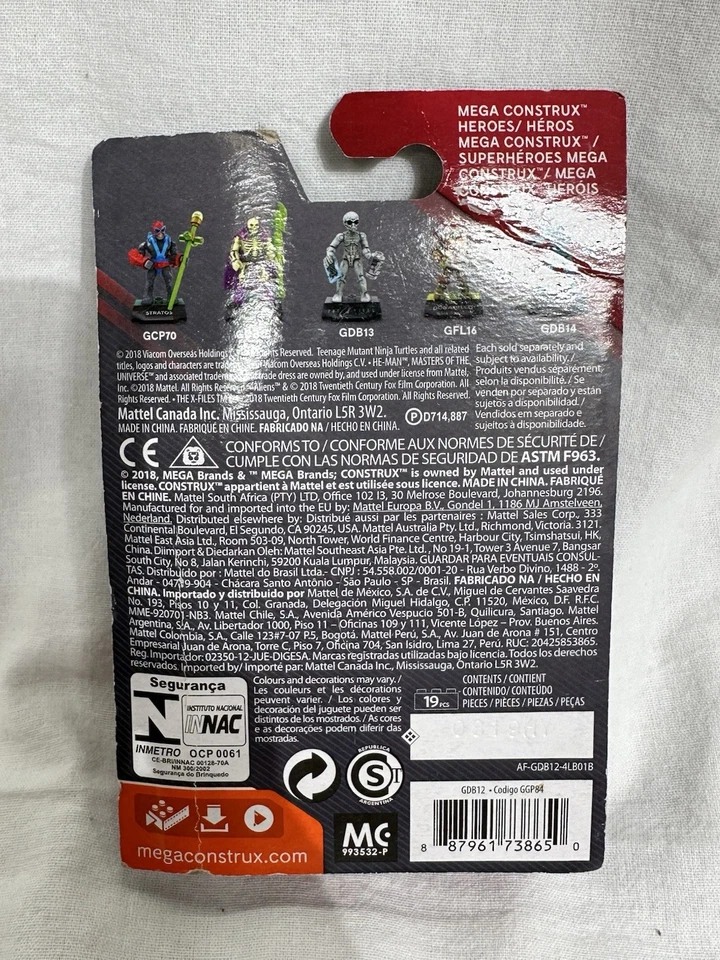 MEGA CONSTRUX™
HEROES/ HÉROS
MEGA CONSTRUX™ /
SUPERHÉROES MEGA
CONSTRUX™/ MEGA
CONSTRUX HERÓIS
STRATOS
GCP70
GDB13
GFL16
GDB14
© 2018 Viacom Overseas Holdings Rights Reserved. Teenage Mutant Ninja Turtles and all related
titles, logos and characters are Viacom Overseas Holdings C.V. • HE-MAN™, MASTERS OF THE
UNIVERSE™ and associated trade dress are owned by, and used under license from Mattel,
Inc. ©2018 Mattel. All Rights Aliens™ & © 2018 Twentieth Century Fox Film Corporation. All
Rights • THE X-FILES TM 2018 Twentieth Century Fox Film Corporation. All Rights Reserved.
Each sold separately and
subject to availability. /
Produits vendus séparément
selon la disponibilité. / Se
venden por separado y están
sujetos a disponibilidad. /
Vendidos em separado e
sujeitos à disponibilidade.
Mattel Canada Inc. Mississauga, Ontario L5R 3W2.
MADE IN CHINA. FABRIQUÉ EN CHINE. FABRICADO NA / HECHO EN CHINA.
Ⓟ D714,887
CE
CONFORMS TO / CONFORME AUX NORMES DE SÉCURITÉ DE /
CUMPLE CON LAS NORMAS DE SEGURIDAD DE ASTM F963.
© 2018, MEGA Brands & ™ MEGA Brands; CONSTRUX™ is owned by Mattel and used under
license. CONSTRUX™ appartient à Mattel et est utilisée sous licence. MADE IN CHINA. FABRIQUÉ
EN CHINE. Mattel South Africa (PTY) LTD, Office 102 I3, 30 Melrose Boulevard, Johannesburg 2196.
Manufactured for and imported into the EU by: Mattel Europa B.V., Gondel 1, 1186 MJ Amstelveen,
Nederland. Distributed elsewhere by: Distribué aussi par les partenaires : Mattel Sales Corp., 333
Continental Boulevard, El Segundo, CA 90245, USA. Mattel Australia Pty. Ltd., Richmond, Victoria. 3121.
Mattel East Asia Ltd., Room 503-09, North Tower, World Finance Centre, Harbour City, Tsimshatsui, HK,
China. Diimport & Diedarkan Oleh: Mattel Southeast Asia Pte. Ltd., No 19-1, Tower 3 Avenue 7, Bangsar
South City, No 8, Jalan Kerinchi, 59200 Kuala Lumpur, Malaysia. GUARDAR PARA EVENTUAIS CONSUL-
TAS. Distribuido por : Mattel do Brasil Ltda.- CNPJ : 54.558.002/0001-20 - Rua Verbo Divino, 1488 - 2º.
Andar - 04719-904 - Chácara Santo Antônio - São Paulo - SP - Brasil. FABRICADO NA / HECHO EN
CHINA. Importado y distribuido por Mattel de México, S.A. de C.V., Miguel de Cervantes Saavedra
No. 193, Pisos 10 y 11, Col. Granada, Delegación Miguel Hidalgo, C.P. 11520, México, D.F. R.F.C.
MME-920701-NB3. Mattel Chile, S.A., Avenida Américo Vespucio 501-B, Quilicura, Santiago. Mattel
Argentina, S.A., Av. Libertador 1000, Piso 11 – Oficinas 109 y 111, Vicente López – Prov. Buenos Aires.
Mattel Colombia, S.A., Calle 123#7-07 P.5, Bogotá. Mattel Perú, S.A., Av. Juan de Arona # 151, Centro
Empresarial Juan de Arona, Torre C, Piso 7, Oficina 704, San Isidro, Lima 27, Perú. RUC: 20425853865.
Reg. Importador: 02350-12-JUE-DIGESA. Marcas registradas utilizadas bajo licencia. Todos los derechos
reservados. Importado by/ Importé par: Mattel Canada Inc., Mississauga, Ontario L5R 3W2.
Segurança
INSTITUTO NACIONAL
INNAC
INMETRO OCP 0061
CE-BRI/INNAC 00128-70A
NM 300/2002
Segurança do Brinquedo
Colours and decorations may vary. /
Les couleurs et les décorations
peuvent varier. / Los colores y
decoración del juguete pueden ser
distintos de los mostrados. / As cores
e as decorações podem diferir das
mostradas.
19 PCS
CONTENTS / CONTENT
CONTENIDO/ CONTEÚDO
PIECES / PIÈCES / PIEZAS / PEÇAS
REPUBLICA
S II
ARGENTINA
AF-GDB12-4LB01B
GDB12 • Codigo GGP84
8 87961 73865 0
MC
993532-P
megaconstrux.com